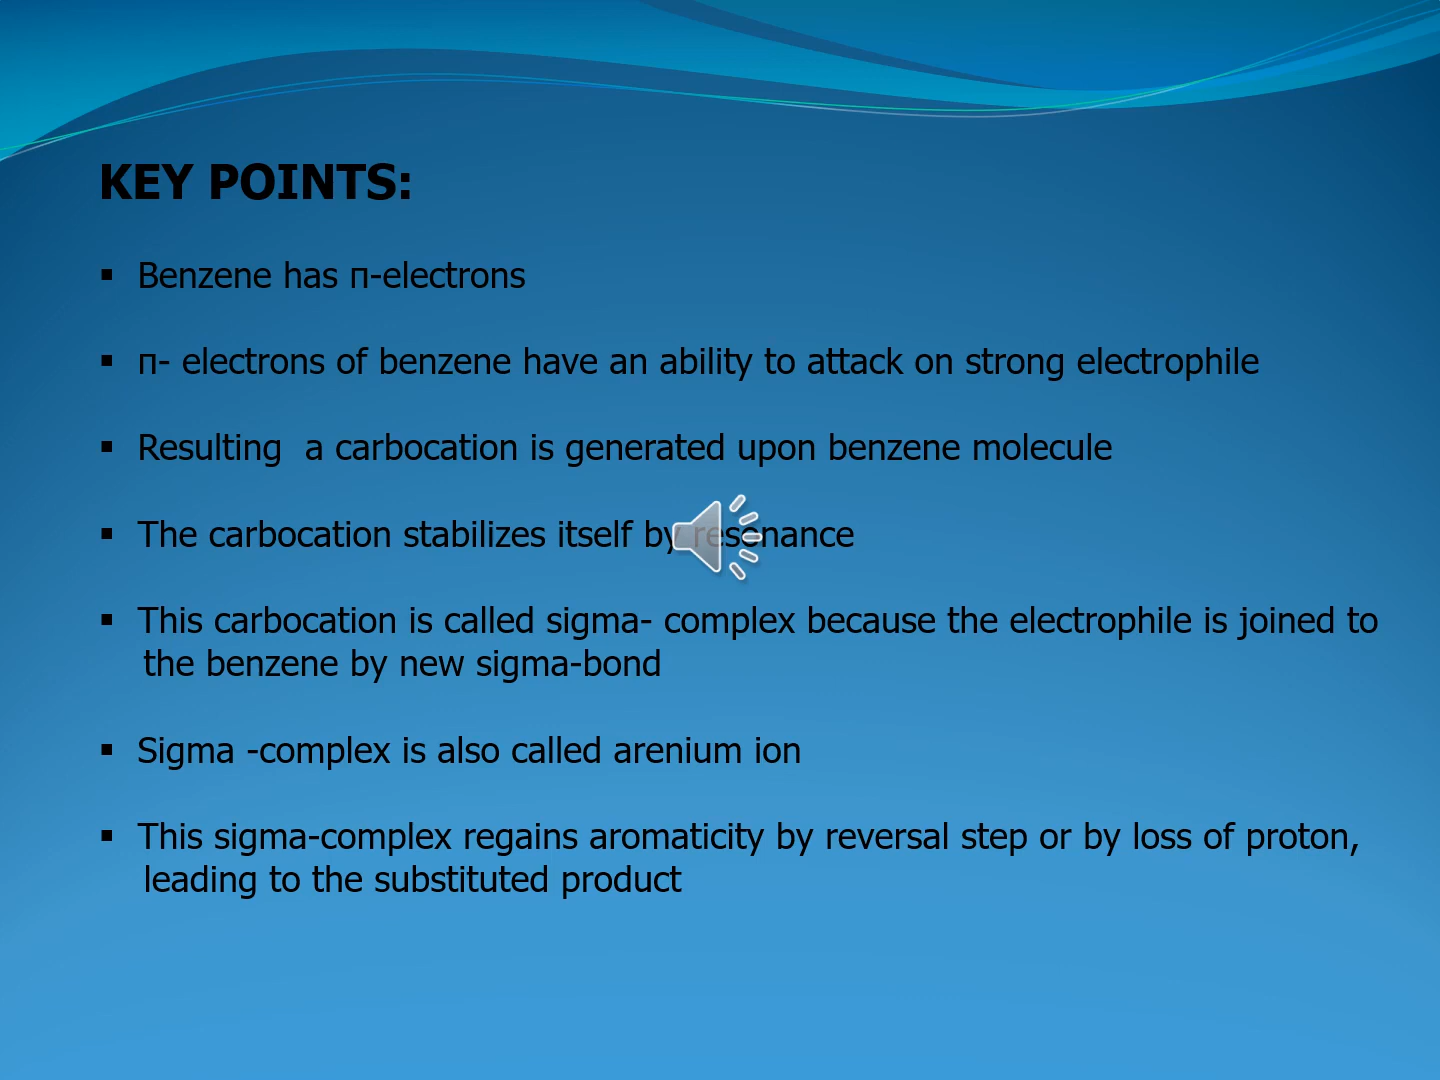 KEY POINTS:
▪ Benzene has π-electrons
▪ π- electrons of benzene have an ability to attack on strong electrophile
▪ Resulting  a carbocation is generated upon benzene molecule
▪ The carbocation stabilizes itself by resonance
▪ This carbocation is called sigma- complex because the electrophile is joined to
the benzene by new sigma-bond
▪ Sigma -complex is also called arenium ion
▪ This sigma-complex regains aromaticity by reversal step or by loss of proton,
leading to the substituted product